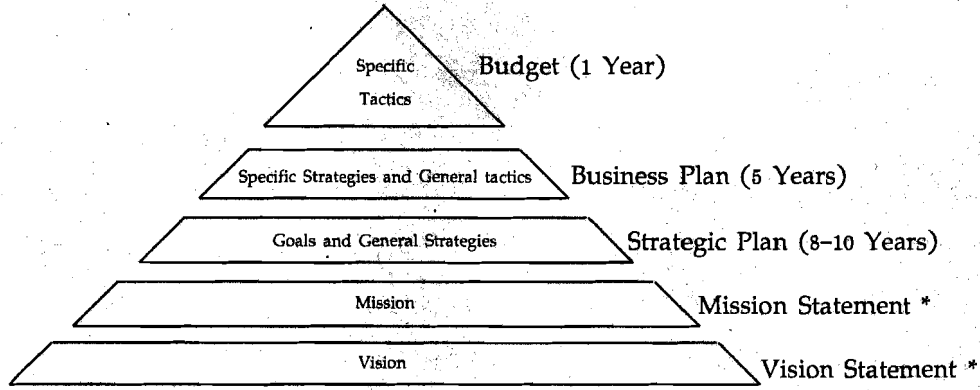 Specific
Tactics
Budget (1 Year)
Specific Strategies and General tactics
Business Plan (5 Years)
Goals and General Strategies
Strategic Plan (8-10 Years)
Mission
Mission Statement *
Vision
Vision Statement *